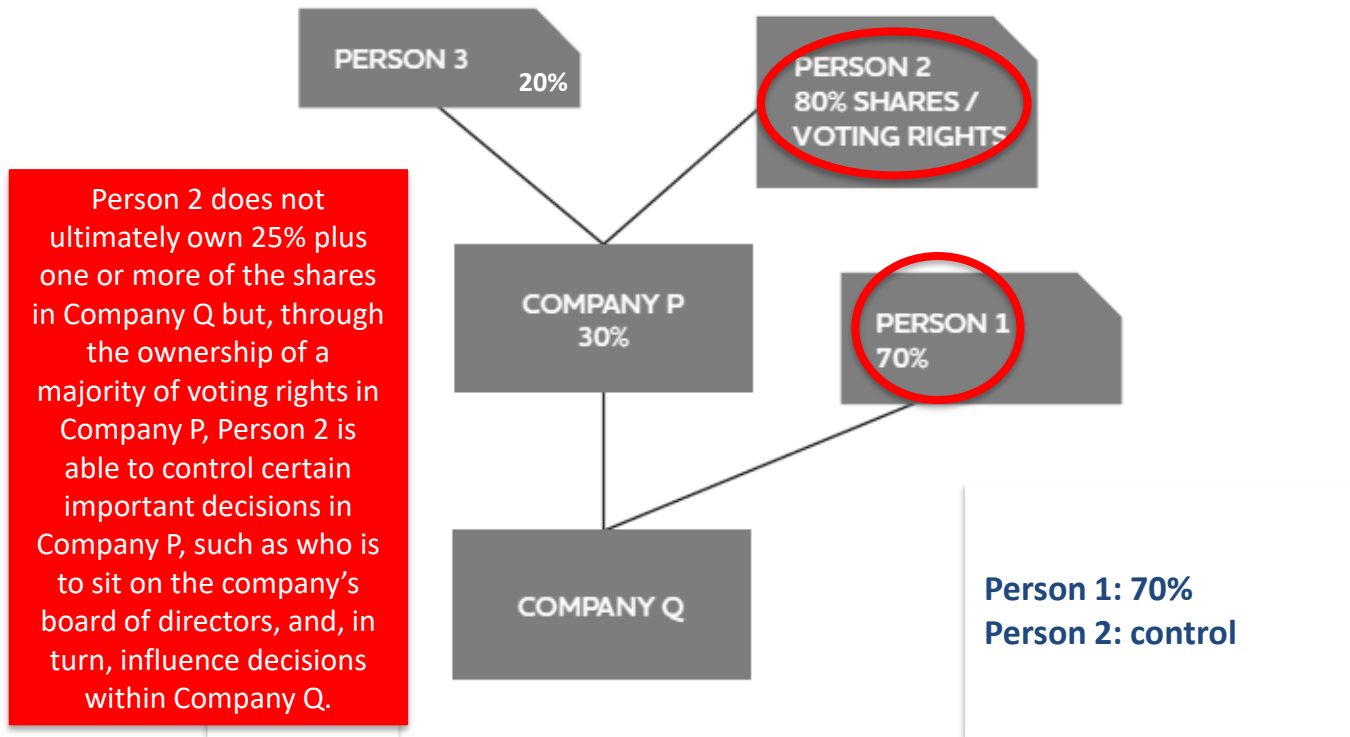 PERSON 3
20%
PERSON 2
80% SHARES /
VOTING RIGHTS
Person 2 does not
ultimately own 25% plus
one or more of the shares
in Company Q but, through
the ownership of a
majority of voting rights in
Company P, Person 2 is
able to control certain
important decisions in
Company P, such as who is
to sit on the company’s
board of directors, and, in
turn, influence decisions
within Company Q.
COMPANY P
30%
PERSON 1
70%
COMPANY Q
Person 1: 70%
Person 2: control